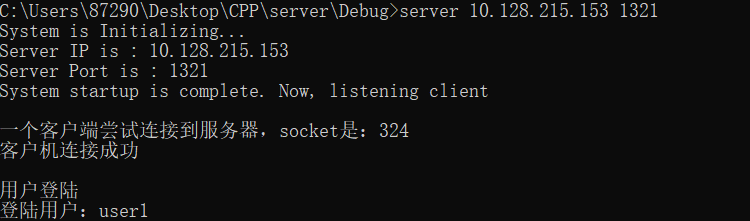 C:\Users\87290\Desktop\CPP\server\Debug>server 10.128.215.153 1321
System is Initializing...
Server IP is : 10.128.215.153
Server Port is : 1321
System startup is complete. Now, listening client
一个客户端尝试连接到服务器，socket是：324
客户机连接成功
用户登陆
登陆用户：user1